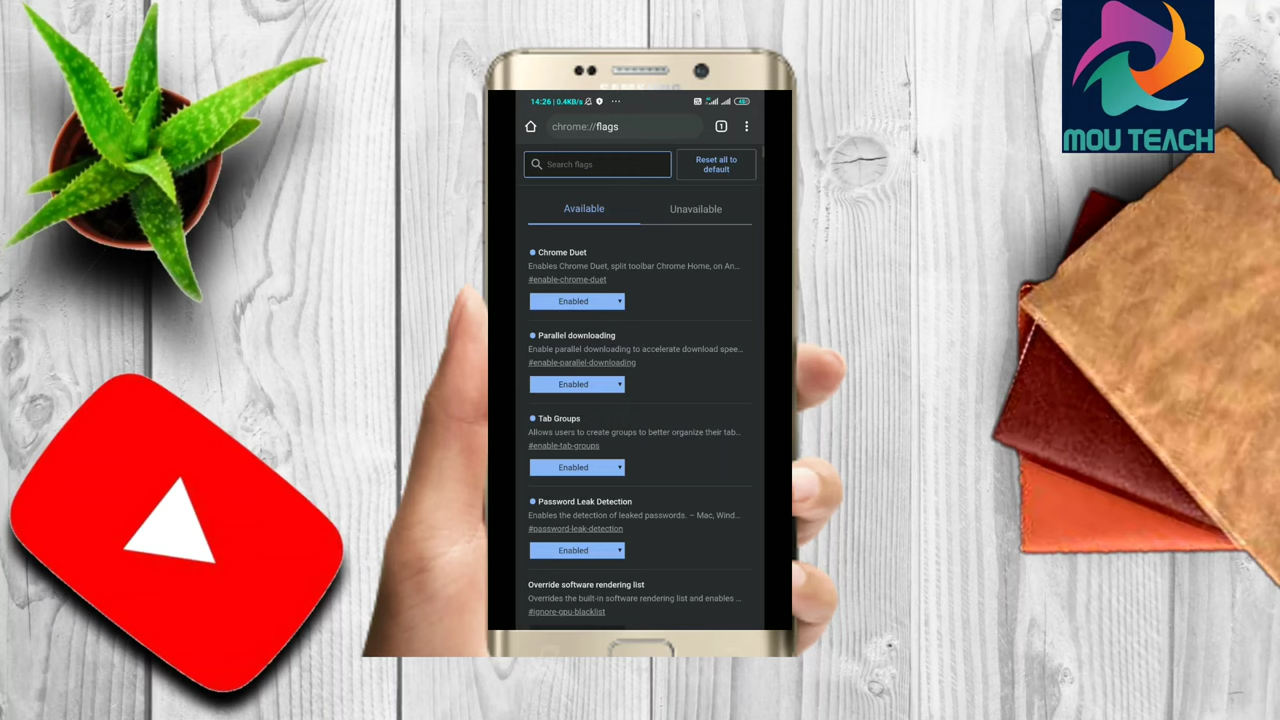 MOU TEACH
SAMSUNG
14:26 | 0.4KB/s
chrome://flags
1
Search flags
Reset all to
default
Available
Unavailable
Chrome Duet
Enables Chrome Duet, split toolbar Chrome Home, on An...
#enable-chrome-duet
Enabled
Parallel downloading
Enable parallel downloading to accelerate download spee...
#enable-parallel-downloading
Enabled
Tab Groups
Allows users to create groups to better organize their tab...
#enable-tab-groups
Enabled
Password Leak Detection
Enables the detection of leaked passwords. – Mac, Wind...
#password-leak-detection
Enabled
Override software rendering list
Overrides the built-in software rendering list and enables ...
#ignore-gpu-blacklist